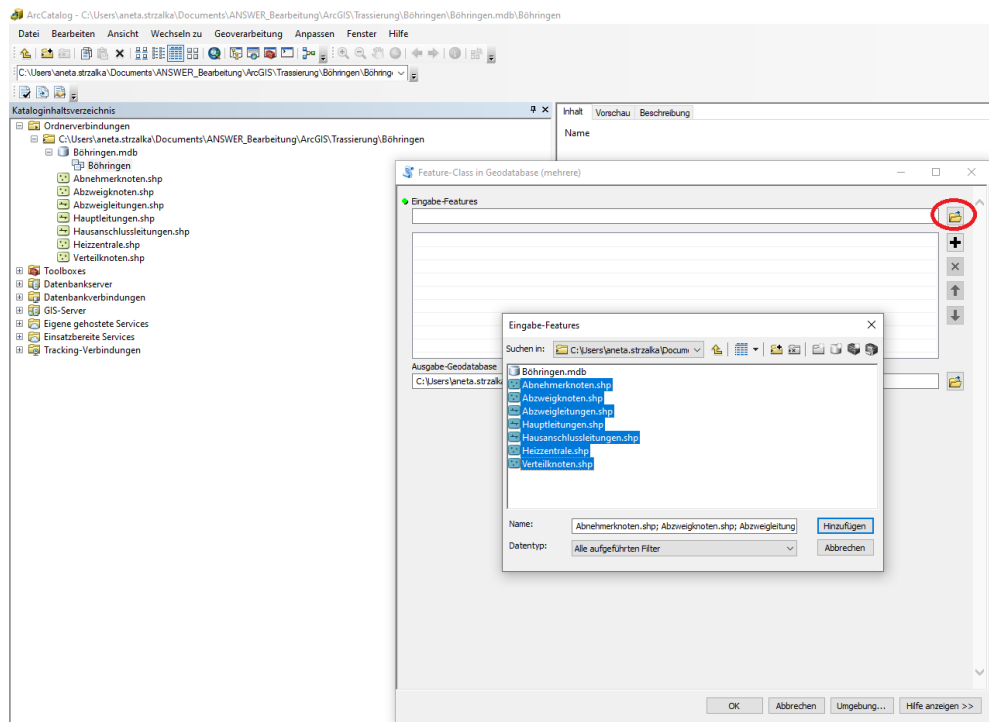 ArcCatalog - C:\Users\aneta.strzalka\Documents\ANSWER_Bearbeitung\ArcGIS\Trassierung\Böhringen\Böhringen.mdb\Böhringen
Datei Bearbeiten Ansicht Wechseln zu Geoverarbeitung Anpassen Fenster Hilfe
C:\Users\aneta.strzalka\Documents\ANSWER_Bearbeitung\ArcGIS\Trassierung\Böhringen\Böhring
Kataloginhaltsverzeichnis
Ordnerverbindungen
C:\Users\aneta.strzalka\Documents\ANSWER_Bearbeitung\ArcGIS\Trassierung\Böhringen
Böhringen.mdb
Böhringen
Abnehmerknoten.shp
Abzweigknoten.shp
Abzweigleitungen.shp
Hauptleitungen.shp
Hausanschlussleitungen.shp
Heizzentrale.shp
Verteilknoten.shp
Toolboxes
Datenbankserver
Datenbankverbindungen
GIS-Server
Eigene gehostete Services
Einsatzbereite Services
Tracking-Verbindungen
Inhalt Vorschau Beschreibung
Name
Feature-Class in Geodatabase (mehrere)
Eingabe-Features
Ausgabe-Geodatabase
C:\Users\aneta.strzalk
Eingabe-Features
Suchen in: C:\Users\aneta.strzalka\Docum
Böhringen.mdb
Abnehmerknoten.shp
Abzweigknoten.shp
Abzweigleitungen.shp
Hauptleitungen.shp
Hausanschlussleitungen.shp
Heizzentrale.shp
Verteilknoten.shp
Name: Abnehmerknoten.shp; Abzweigknoten.shp; Abzweigleitung Hinzufügen
Datentyp: Alle aufgeführten Filter Abbrechen
OK Abbrechen Umgebung... Hilfe anzeigen >>